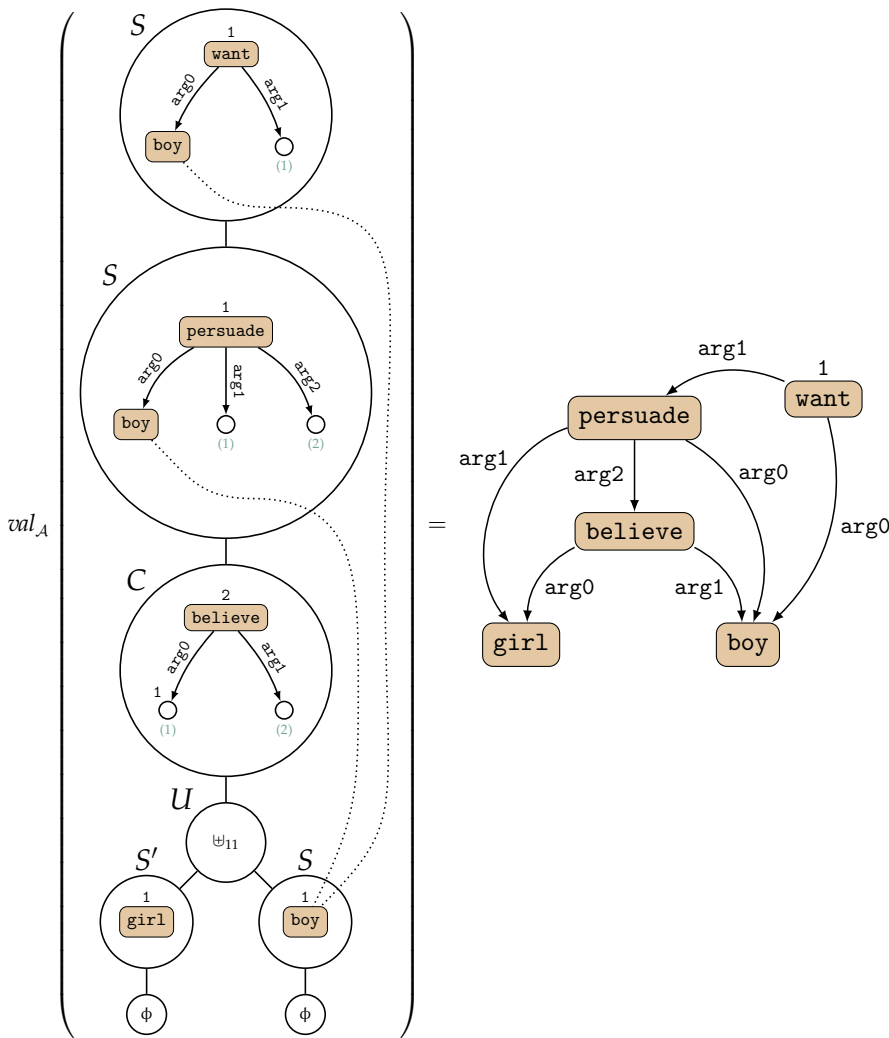 S
1
want
arg0
arg1
boy
(1)
S
1
persuade
arg0
arg1
arg2
boy
(1)
(2)
val𝒜
=
C
2
believe
arg0
arg1
1
(1)
(2)
U
⊎₁₁
S′
S
1
girl
1
boy
ϕ
ϕ
arg1
1
want
persuade
arg1
arg2
arg0
arg0
believe
arg0
arg1
girl
boy